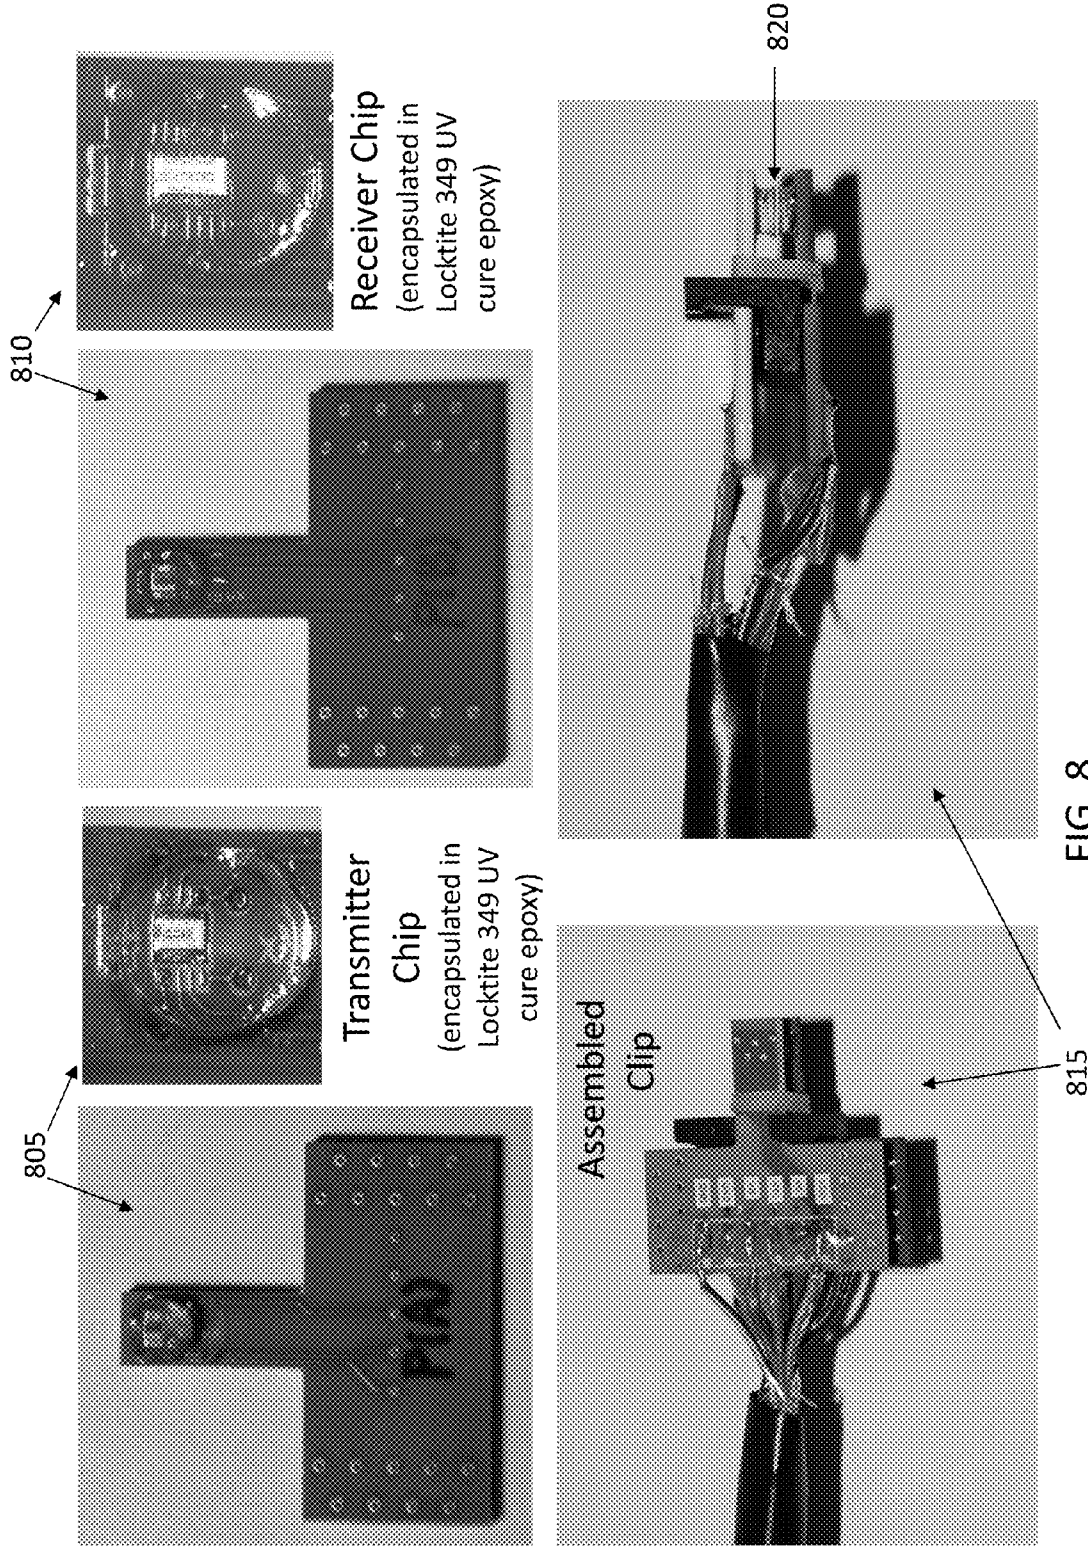 805
810
Transmitter
Chip
(encapsulated in
Locktite 349 UV
cure epoxy)
Receiver Chip
(encapsulated in
Locktite 349 UV
cure epoxy)
Assembled
Clip
815
820
FIG. 8